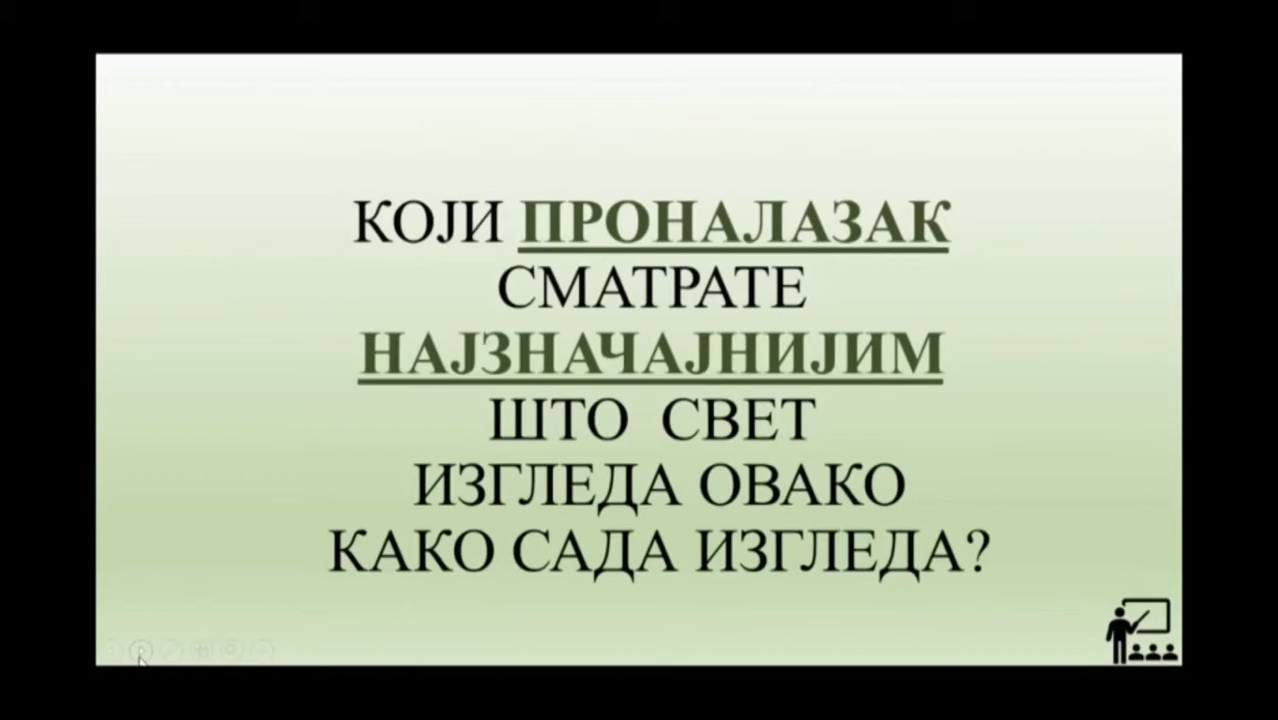 КОЈИ ПРОНАЛАЗАК
СМАТРАТЕ
НАЈЗНАЧАЈНИЈИМ
ШТО СВЕТ
ИЗГЛЕДА ОВАКО
КАКО САДА ИЗГЛЕДА?